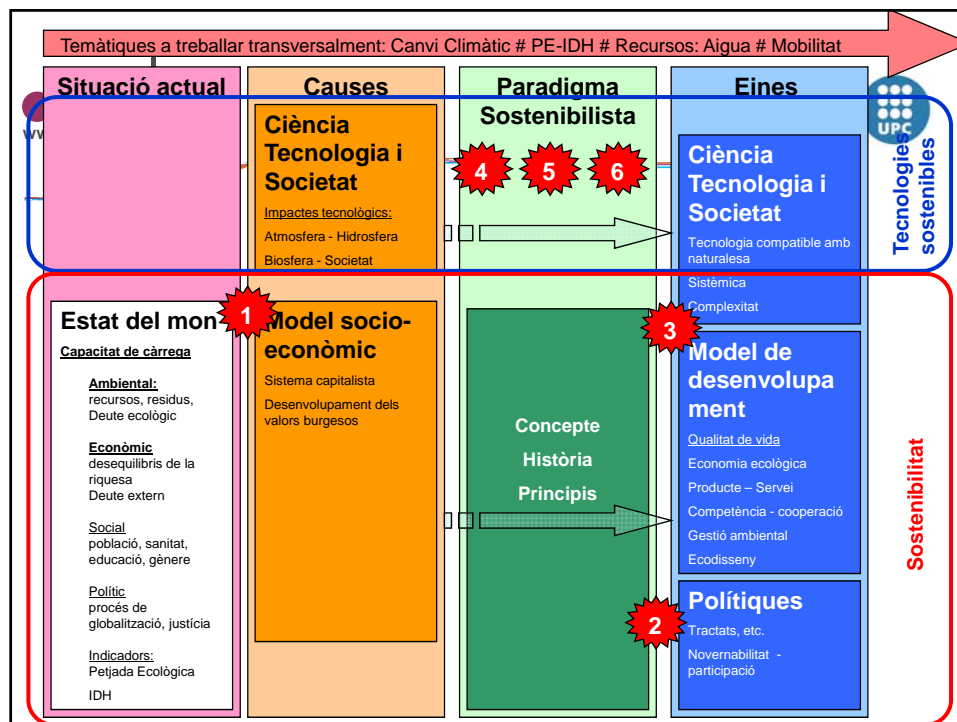 Temàtiques a treballar transversalment: Canvi Climàtic # PE-IDH # Recursos: Aigua # Mobilitat
Situació actual
Estat del mon
Capacitat de càrrega
Ambiental:
recursos, residus,
Deute ecològic
Econòmic
desequilibris de la
riquesa
Deute extern
Social
població, sanitat,
educació, gènere
Polític
procés de
globalització, justícia
Indicadors:
Petjada Ecològica
IDH
1
Causes
Ciència
Tecnologia i
Societat
Impactes tecnològics:
Atmosfera - Hidrosfera
Biosfera - Societat
Model socio-
econòmic
Sistema capitalista
Desenvolupament dels
valors burgesos
Paradigma
Sostenibilista
4
5
6
Concepte
Història
Principis
3
2
Eines
Ciència
Tecnologia i
Societat
Tecnologia compatible amb
naturalesa
Sistèmica
Complexitat
Model de
desenvolupa
ment
Qualitat de vida
Economia ecològica
Producte – Servei
Competència - cooperació
Gestió ambiental
Ecodisseny
Polítiques
Tractats, etc.
Novernabilitat -
participació
UPC
Tecnologies
sostenibles
Sostenibilitat